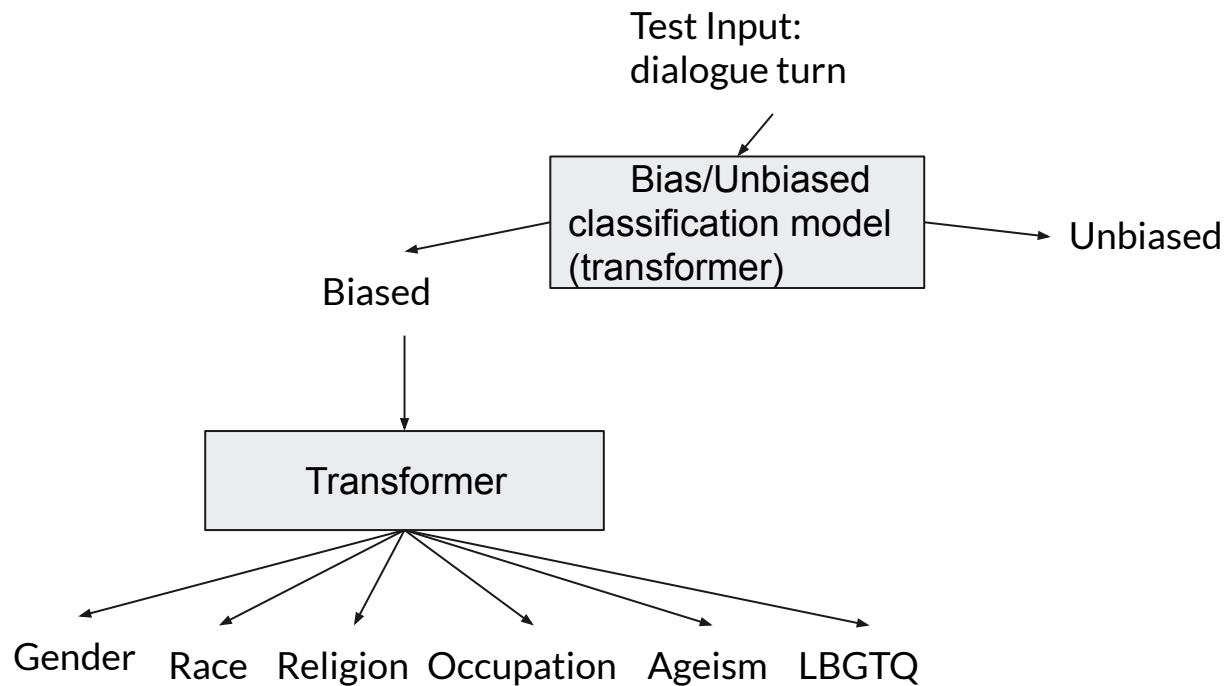 Test Input:
dialogue turn
Bias/Unbiased
classification model
(transformer)
Unbiased
Biased
Transformer
Gender
Race
Religion
Occupation
Ageism
LBGTQ